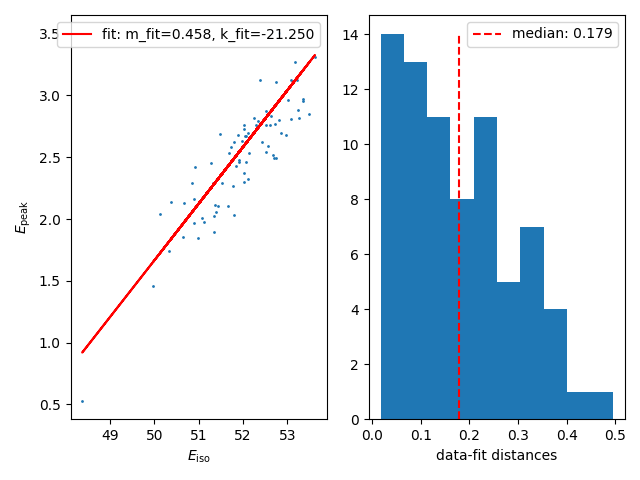 fit: m_fit=0.458, k_fit=-21.250
3.5
3.0
2.5
2.0
1.5
1.0
0.5
E_peak
49 50 51 52 53
E_iso
median: 0.179
14
12
10
8
6
4
2
0
0.0 0.1 0.2 0.3 0.4 0.5
data-fit distances